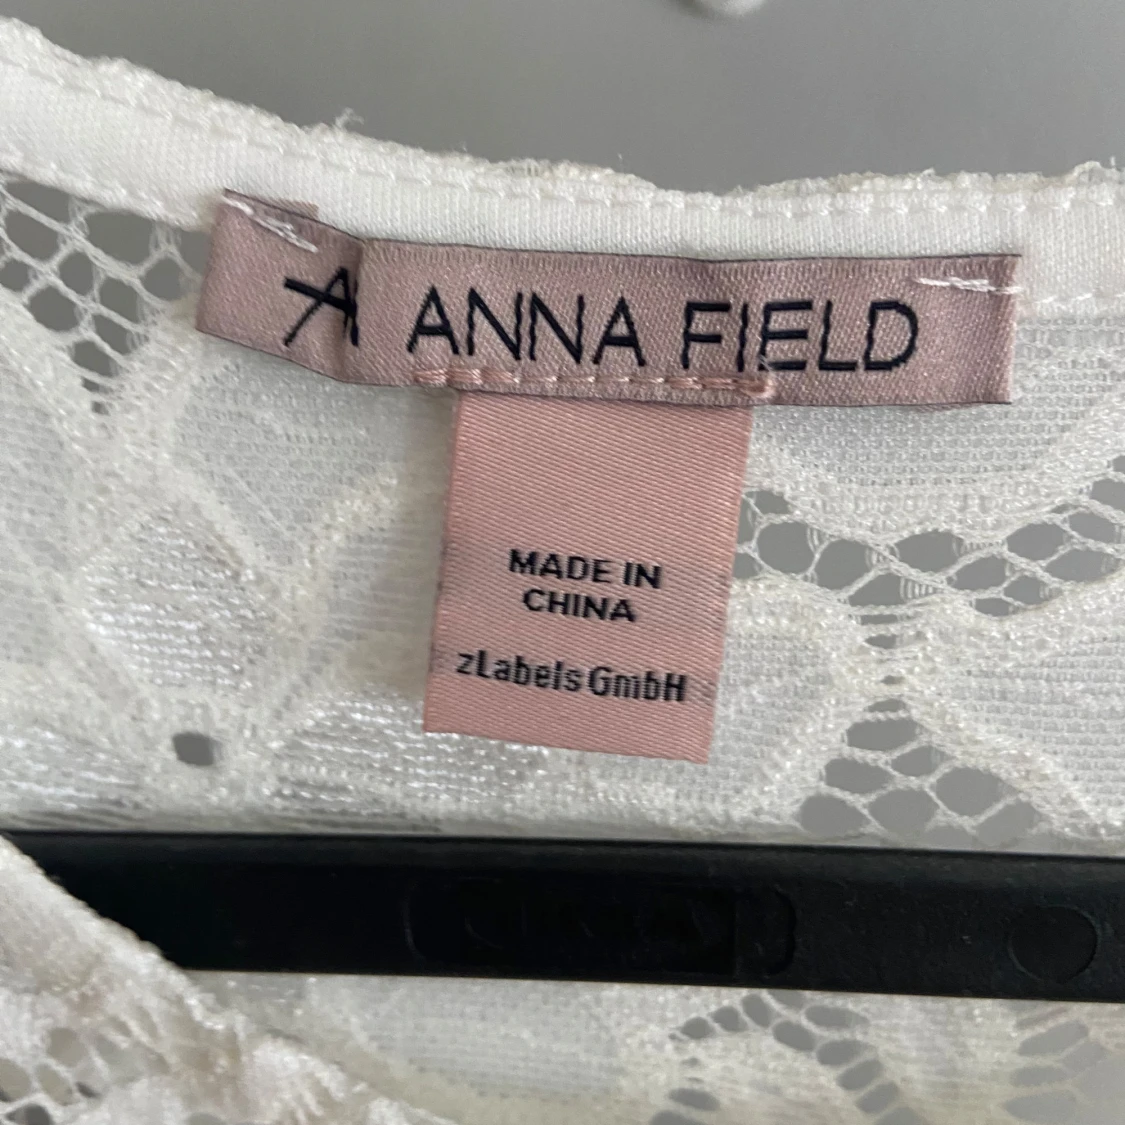 ANNA FIELD
MADE IN
CHINA
zLabels GmbH